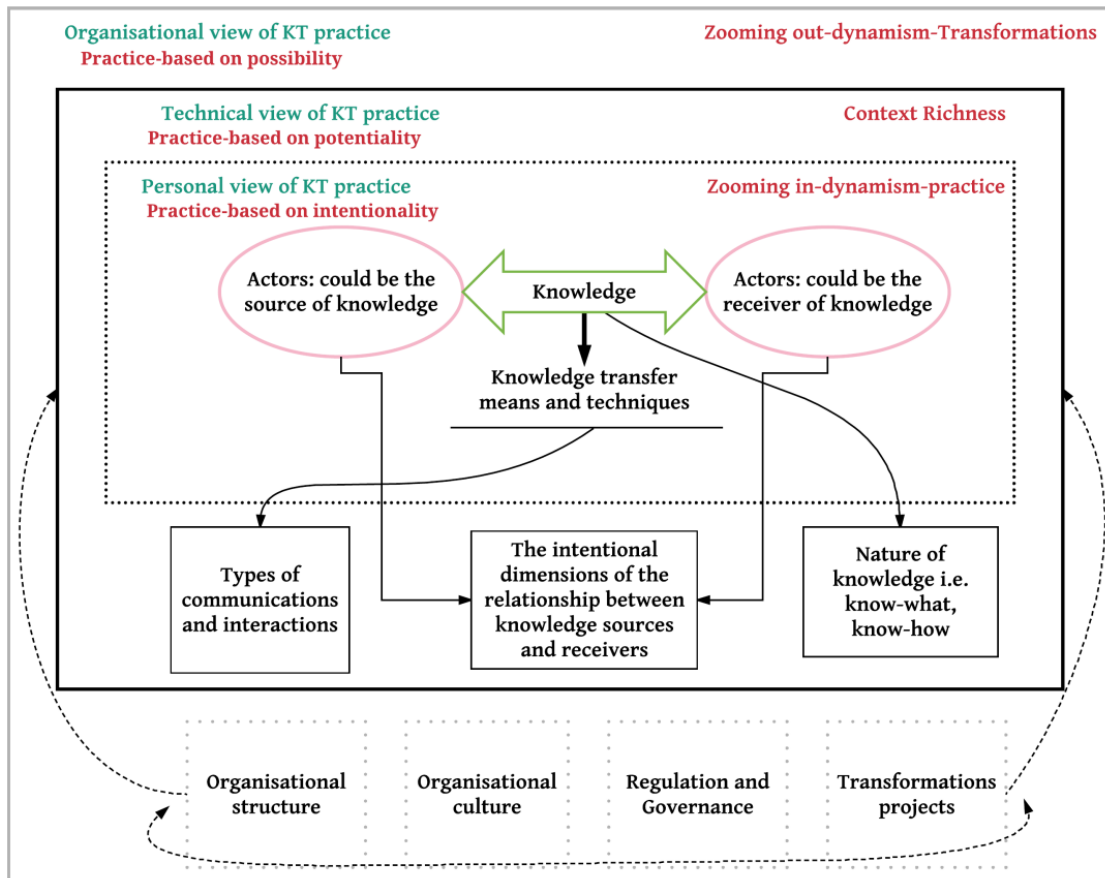 Organisational view of KT practice
Practice-based on possibility
Zooming out-dynamism-Transformations
Technical view of KT practice
Practice-based on potentiality
Context Richness
Personal view of KT practice
Practice-based on intentionality
Zooming in-dynamism-practice
Actors: could be the
source of knowledge
Knowledge
Actors: could be the
receiver of knowledge
Knowledge transfer
means and techniques
Types of
communications
and interactions
The intentional
dimensions of the
relationship between
knowledge sources
and receivers
Nature of
knowledge i.e.
know-what,
know-how
Organisational
structure
Organisational
culture
Regulation and
Governance
Transformations
projects